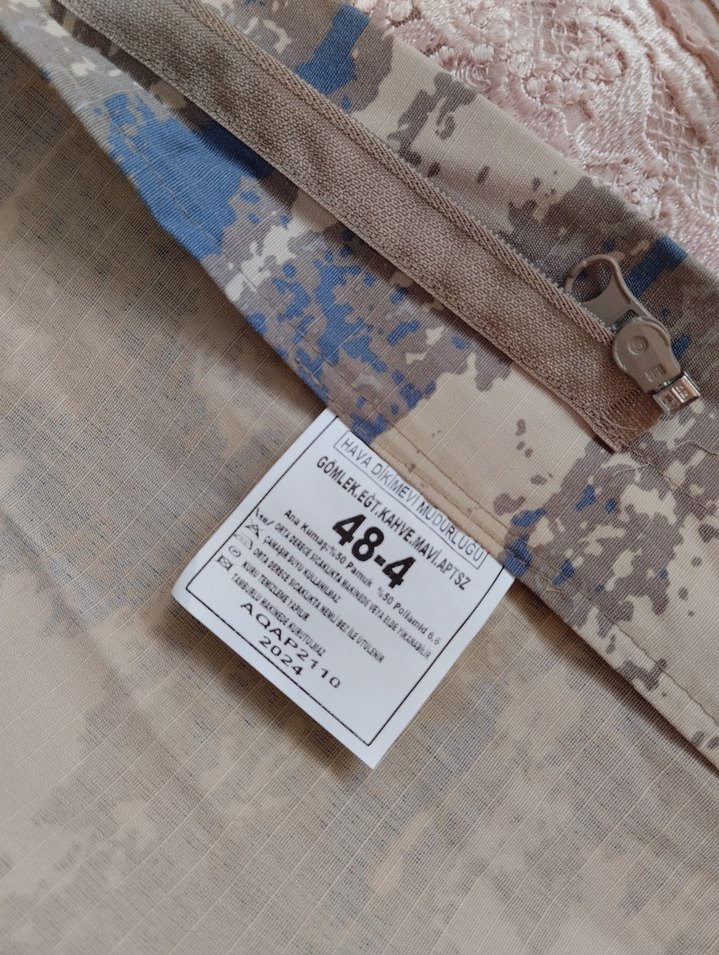 HAVA DİKİMEVİ MÜDÜRLÜĞÜ
GÖMLEK.EĞT.KAHVE.MAVİ.APTSZ
48-4
Ana Kumaş:%50 Pamuk %50 Poliamid 6.6
ORTA DERECE SICAKLIKTA MAKİNEDE VEYA ELDE YIKANABİLİR
ÇAMAŞIR SUYU KULLANILMAZ
ORTA DERECE SICAKLIKTA NEMLİ BEZ İLE ÜTÜLENİR
KURU TEMİZLEME YAPILIR
TAMBURLU MAKİNEDE KURUTULMAZ
AQAP2110
2024